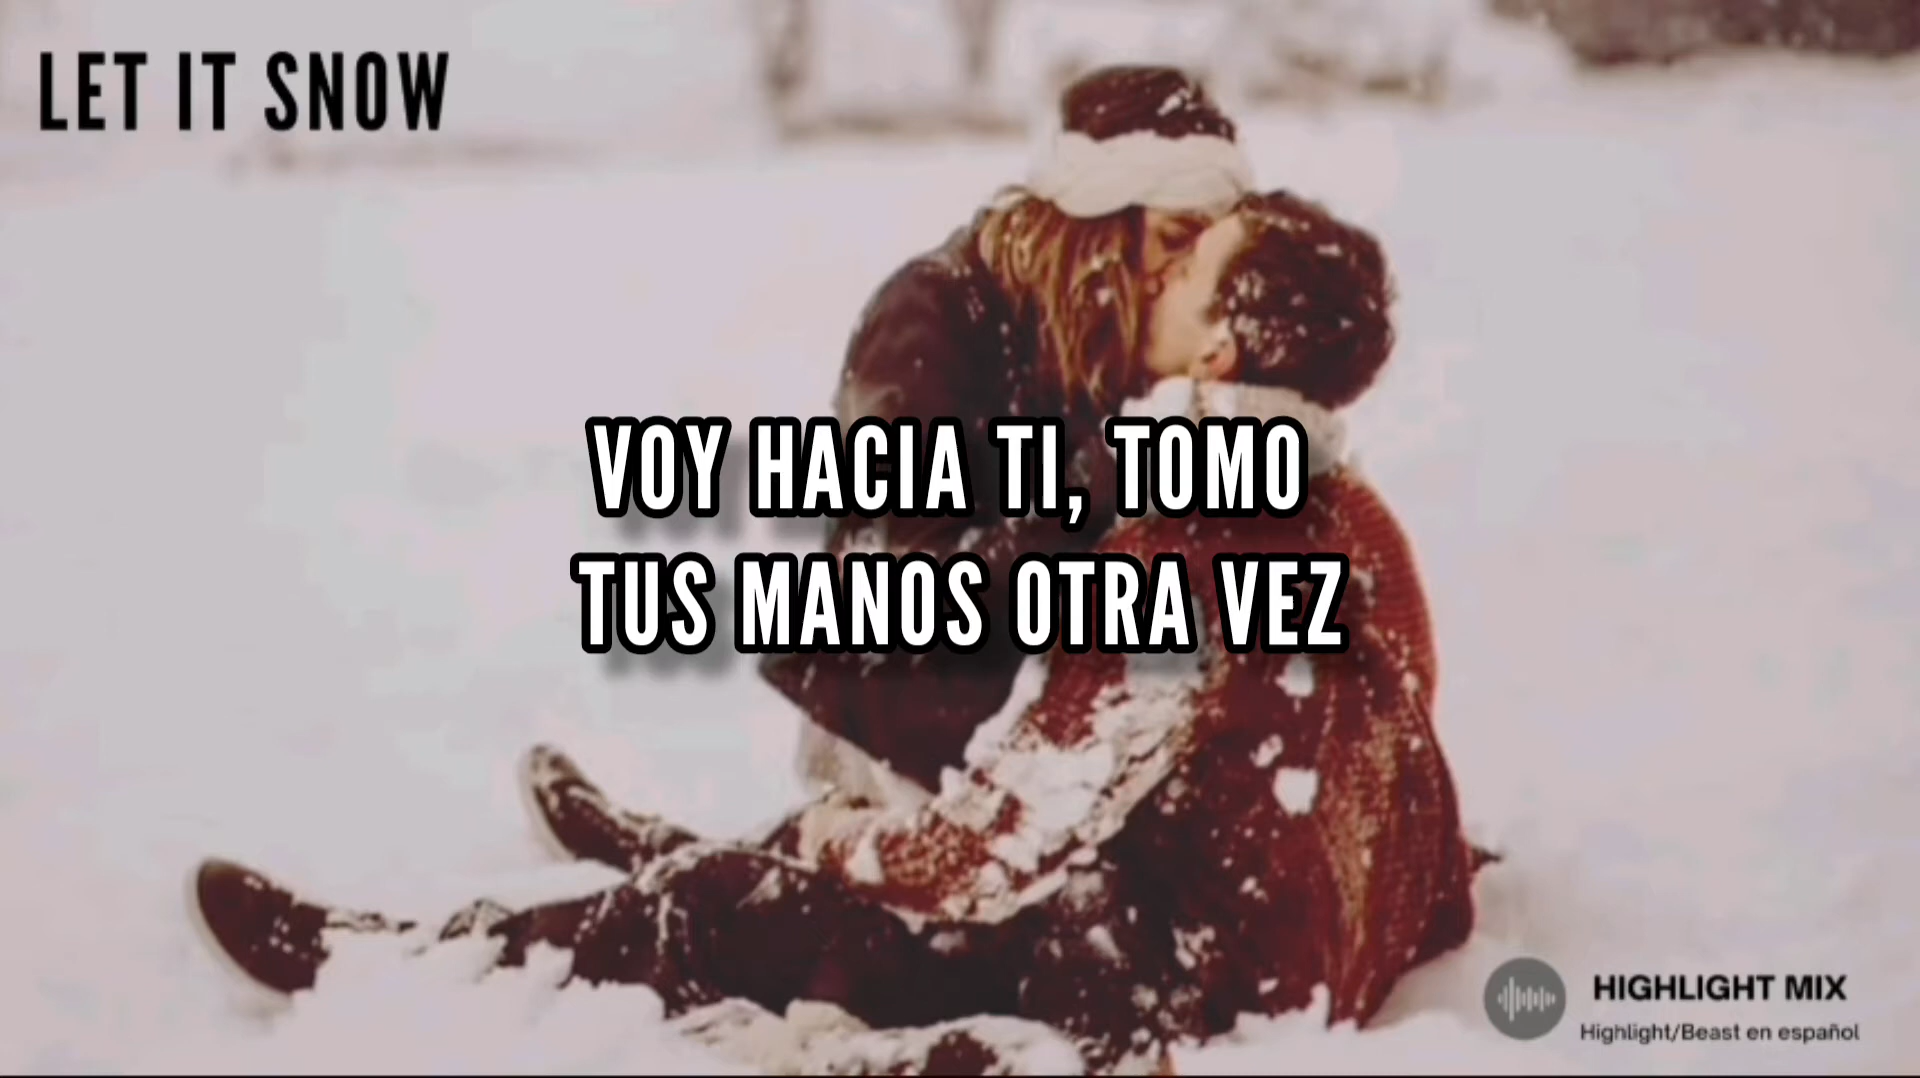 LET IT SNOW
VOY HACIA TI, TOMO
TUS MANOS OTRA VEZ
HIGHLIGHT MIX
Highlight/Beast en español